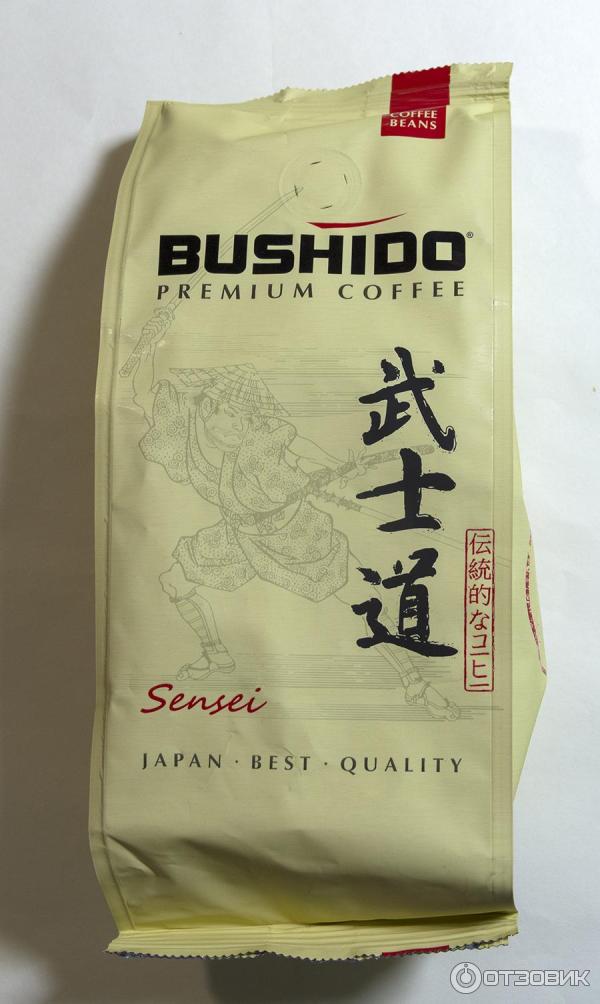 COFFEE
BEANS
BUSHIDO®
PREMIUM COFFEE
武士道
伝統的なコーヒー
Sensei
JAPAN · BEST · QUALITY
ОТЗОВИК